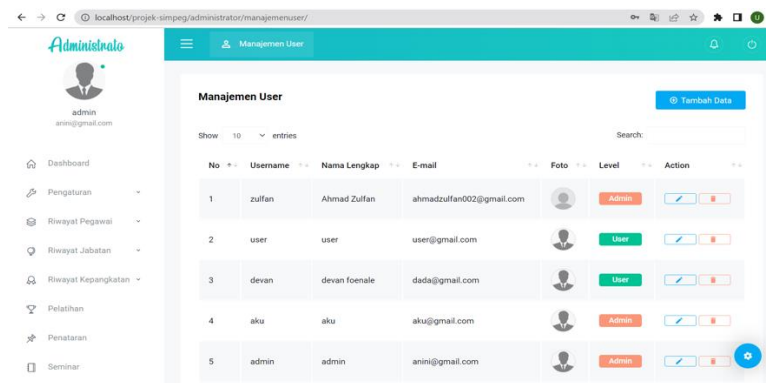 localhost/projek-simpeg/administrator/manajemenuser/
U
Administrato
Manajemen User
admin
anini@gmail.com
Dashboard
Pengaturan
Riwayat Pegawai
Riwayat Jabatan
Riwayat Kepangkatan
Pelatihan
Penataran
Seminar
Manajemen User
Tambah Data
Show 10 entries
Search:
No Username Nama Lengkap E-mail Foto Level Action
1 zulfan Ahmad Zulfan ahmadzulfan002@gmail.com Admin
2 user user user@gmail.com User
3 devan devan foenale dada@gmail.com User
4 aku aku aku@gmail.com Admin
5 admin admin anini@gmail.com Admin